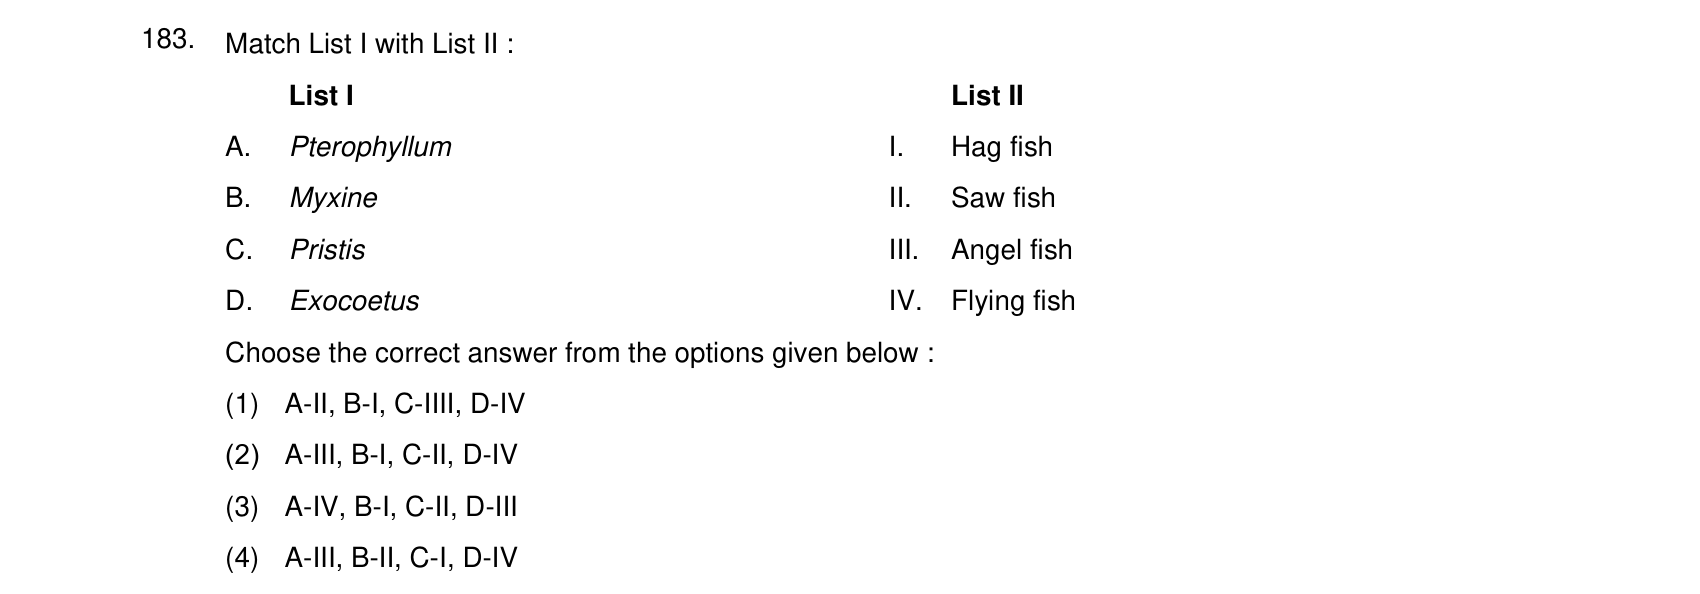 183. Match List I with List II :
List I List II
A. Pterophyllum I. Hag fish
B. Myxine II. Saw fish
C. Pristis III. Angel fish
D. Exocoetus IV. Flying fish
Choose the correct answer from the options given below :
(1) A-II, B-I, C-IIII, D-IV
(2) A-III, B-I, C-II, D-IV
(3) A-IV, B-I, C-II, D-III
(4) A-III, B-II, C-I, D-IV